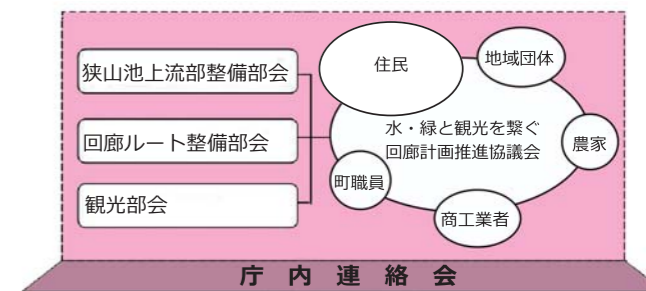 狭山池上流部整備部会
回廊ルート整備部会
観光部会
住民
地域団体
水・緑と観光を繋ぐ
回廊計画推進協議会
農家
町職員
商工業者
庁内連絡会